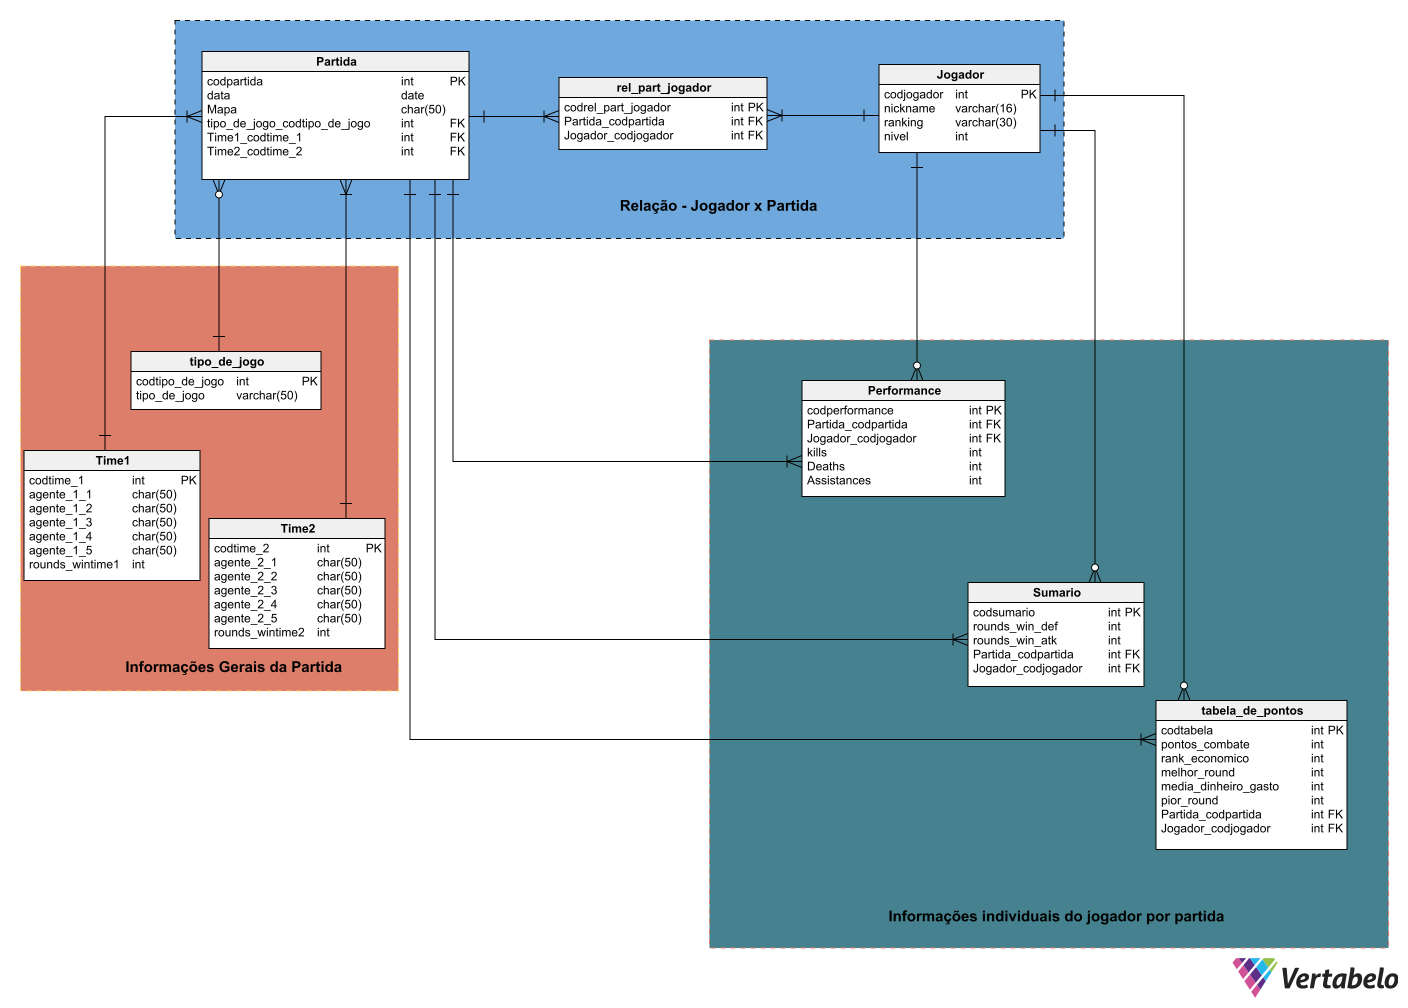 Partida
codpartida int PK
data date
Mapa char(50)
tipo_de_jogo_codtipo_de_jogo int FK
Time1_codtime_1 int FK
Time2_codtime_2 int FK
rel_part_jogador
codrel_part_jogador int PK
Partida_codpartida int FK
Jogador_codjogador int FK
Jogador
codjogador int PK
nickname varchar(16)
ranking varchar(30)
nivel int
Relação - Jogador x Partida
tipo_de_jogo
codtipo_de_jogo int PK
tipo_de_jogo varchar(50)
Time1
codtime_1 int PK
agente_1_1 char(50)
agente_1_2 char(50)
agente_1_3 char(50)
agente_1_4 char(50)
agente_1_5 char(50)
rounds_wintime1 int
Time2
codtime_2 int PK
agente_2_1 char(50)
agente_2_2 char(50)
agente_2_3 char(50)
agente_2_4 char(50)
agente_2_5 char(50)
rounds_wintime2 int
Informações Gerais da Partida
Performance
codperformance int PK
Partida_codpartida int FK
Jogador_codjogador int FK
kills int
Deaths int
Assistances int
Sumario
codsumario int PK
rounds_win_def int
rounds_win_atk int
Partida_codpartida int FK
Jogador_codjogador int FK
tabela_de_pontos
codtabela int PK
pontos_combate int
rank_economico int
melhor_round int
media_dinheiro_gasto int
pior_round int
Partida_codpartida int FK
Jogador_codjogador int FK
Informações individuais do jogador por partida
Vertabelo